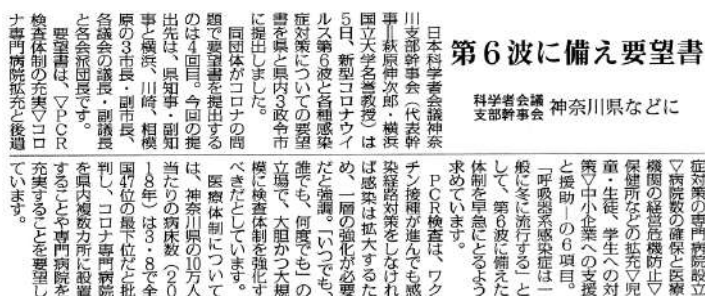 第6波に備え要望書
科学者会議
支部幹事会
神奈川県などに
日本科学者会議神奈
川支部幹事会（代表幹
事＝萩原伸次郎・横浜
国立大学名誉教授）は
5日、新型コロナウイ
ルス第6波と各種感染
症対策についての要望
書を県と県内3政令市
に提出しました。
同団体がコロナの問
題で要望書を提出する
のは4回目。今回の提
出先は、県知事・副知
事と横浜、川崎、相模
原の3市長・副市長、
各議会の議長・副議長
と各会派団長です。
要望書は、▽PCR
検査体制の充実▽コロ
ナ専門病院拡充と後遺
症対策の専門病院設立
▽病院数の確保と医療
機関の経営危機防止▽
保健所などの拡充▽児
童・生徒、学生への対
策▽中小企業への支援
と援助―の6項目。
「呼吸器系感染症は一
般に冬に流行する」と
して、第6波に備えた
体制を早急にとるよう
求めています。
PCR検査は、ワク
チン接種が進んでも感
染経路対策をしなけれ
ば感染は拡大するた
め、一層の強化が必要
だと強調。「いつでも、
誰でも、何度でも」の
立場で、大胆かつ大規
模に検査体制を強化す
べきだとしています。
医療体制について
は、神奈川県の10万人
当たりの病床数（20
18年）は3・8で全
国47位の最下位だと批
判し、コロナ専門病院
を県内複数カ所に設置
することや専門病院を
充実することを要望し
ています。